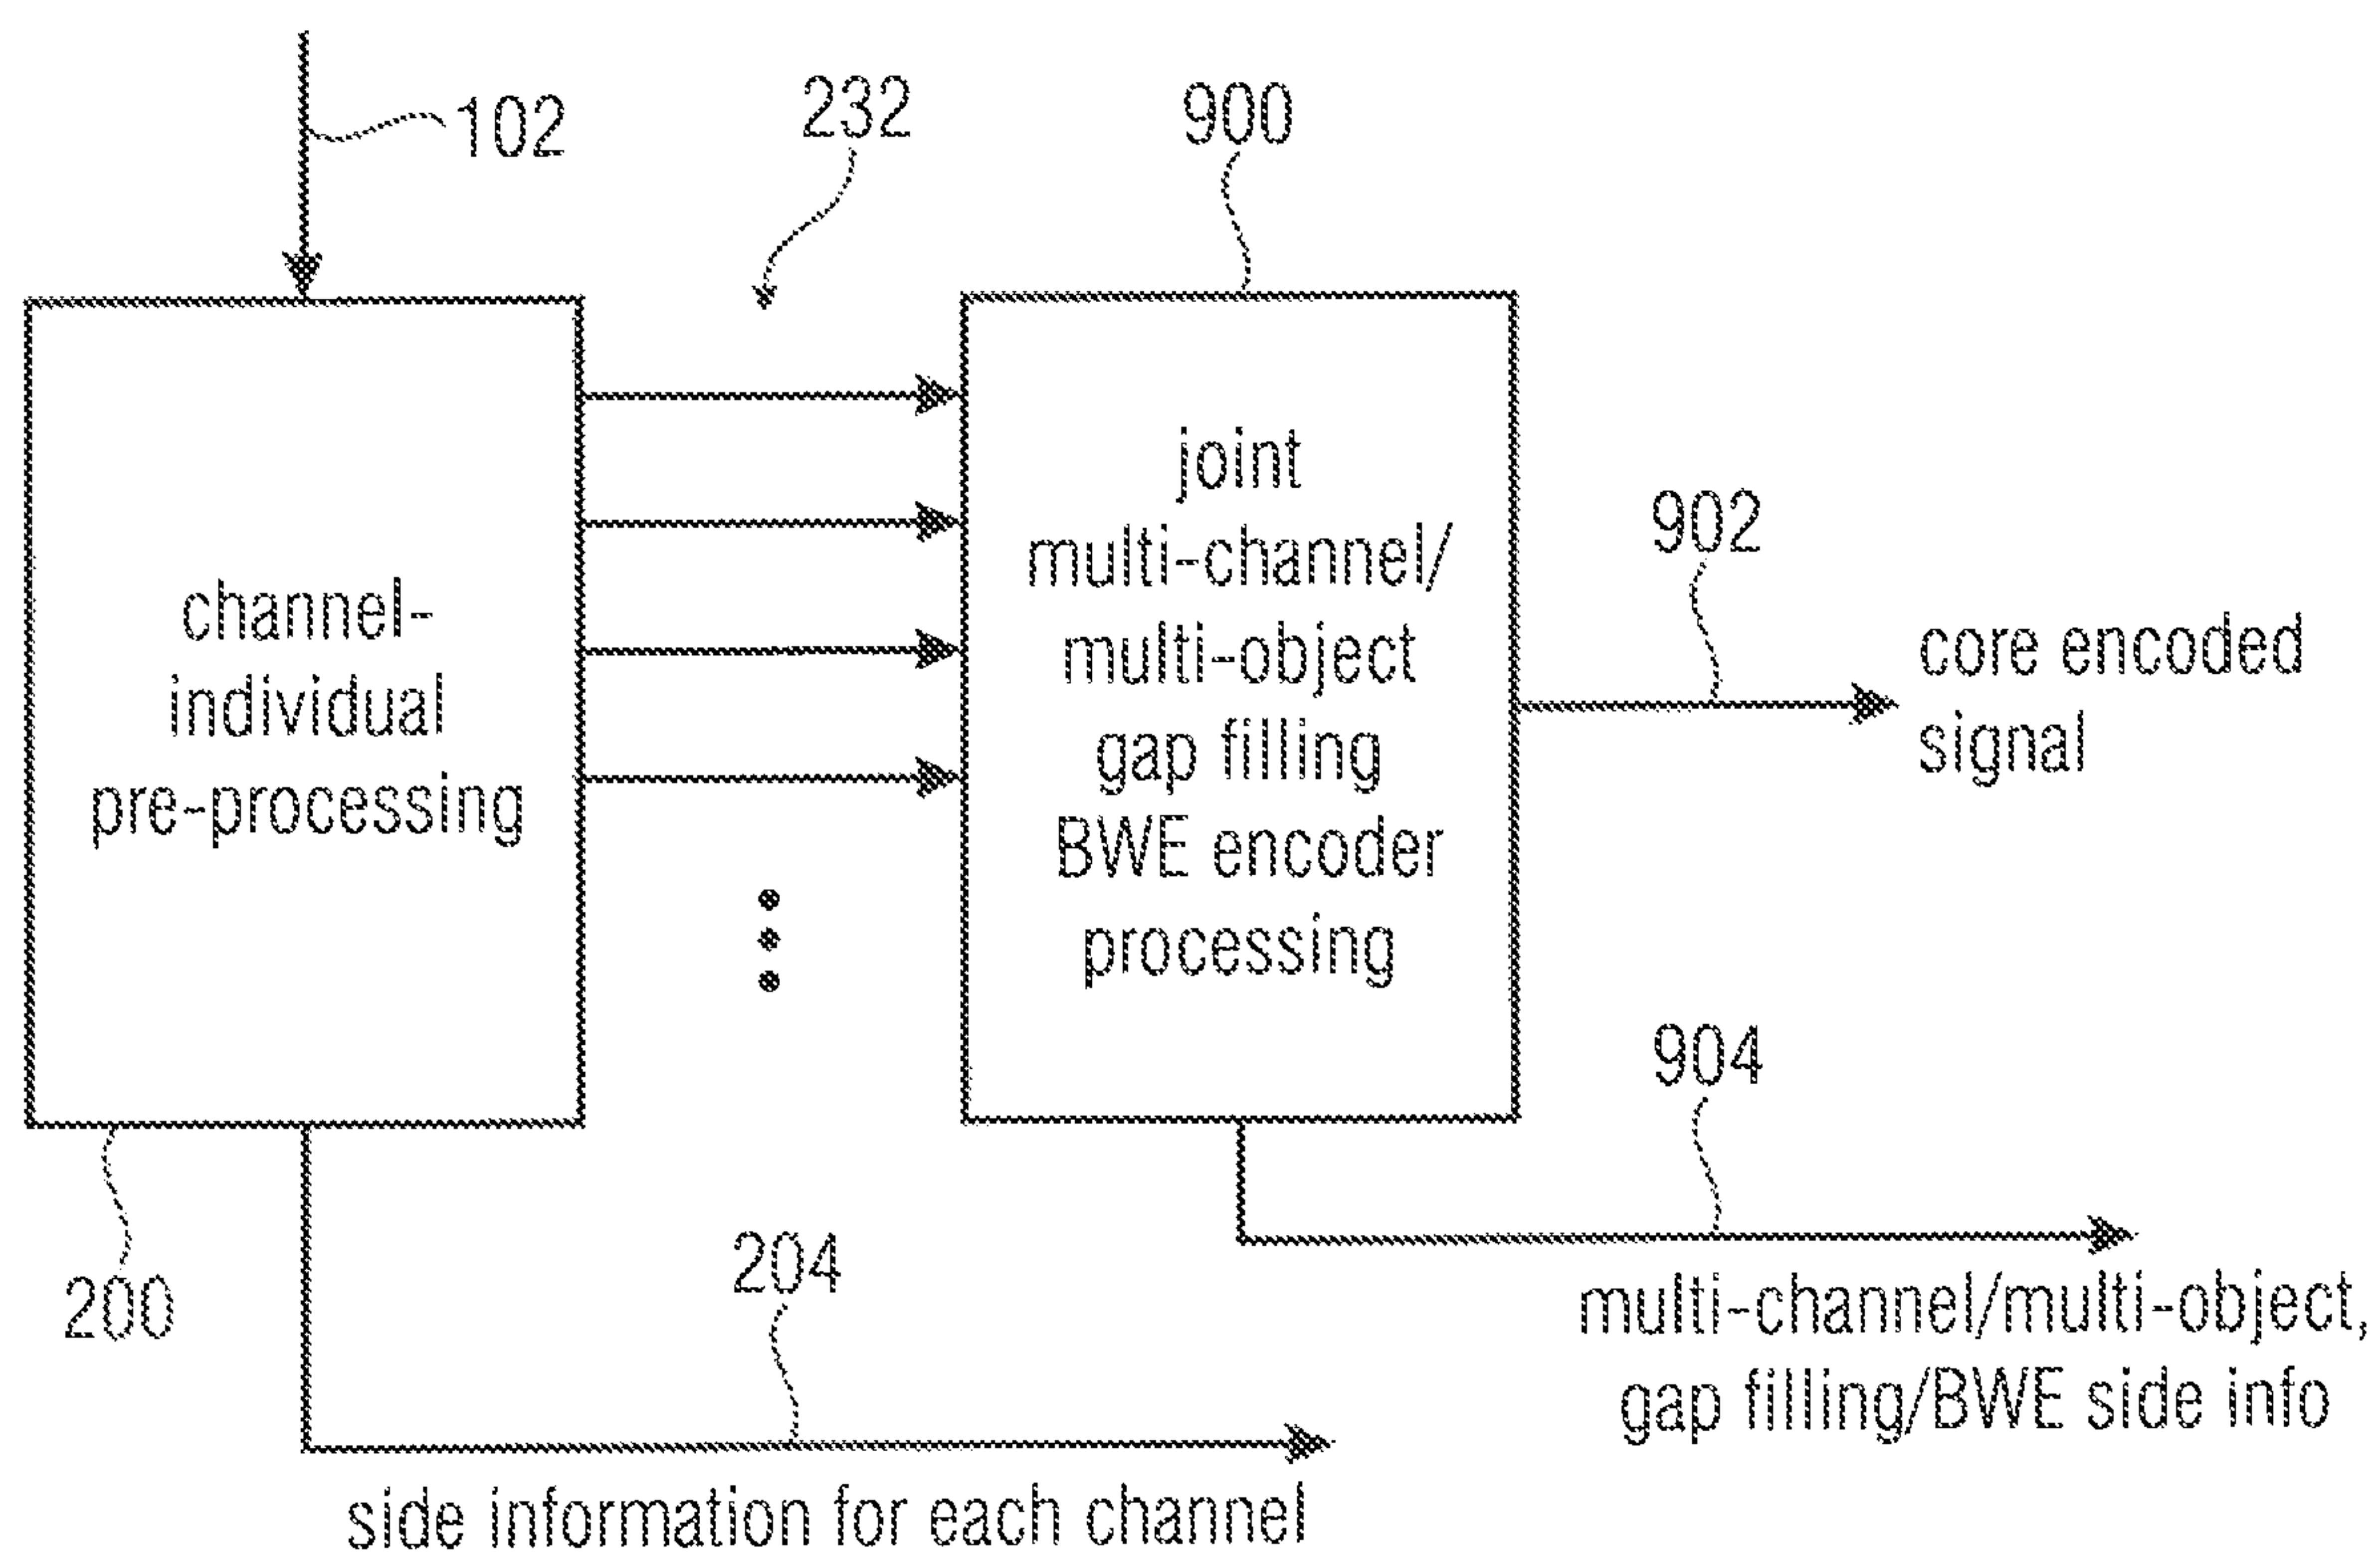 102
232
900
channel-
individual
pre-processing
joint
multi-channel/
multi-object
gap filling
BWE encoder
processing
902
core encoded
signal
904
multi-channel/multi-object,
gap filling/BWE side info
200
204
side information for each channel